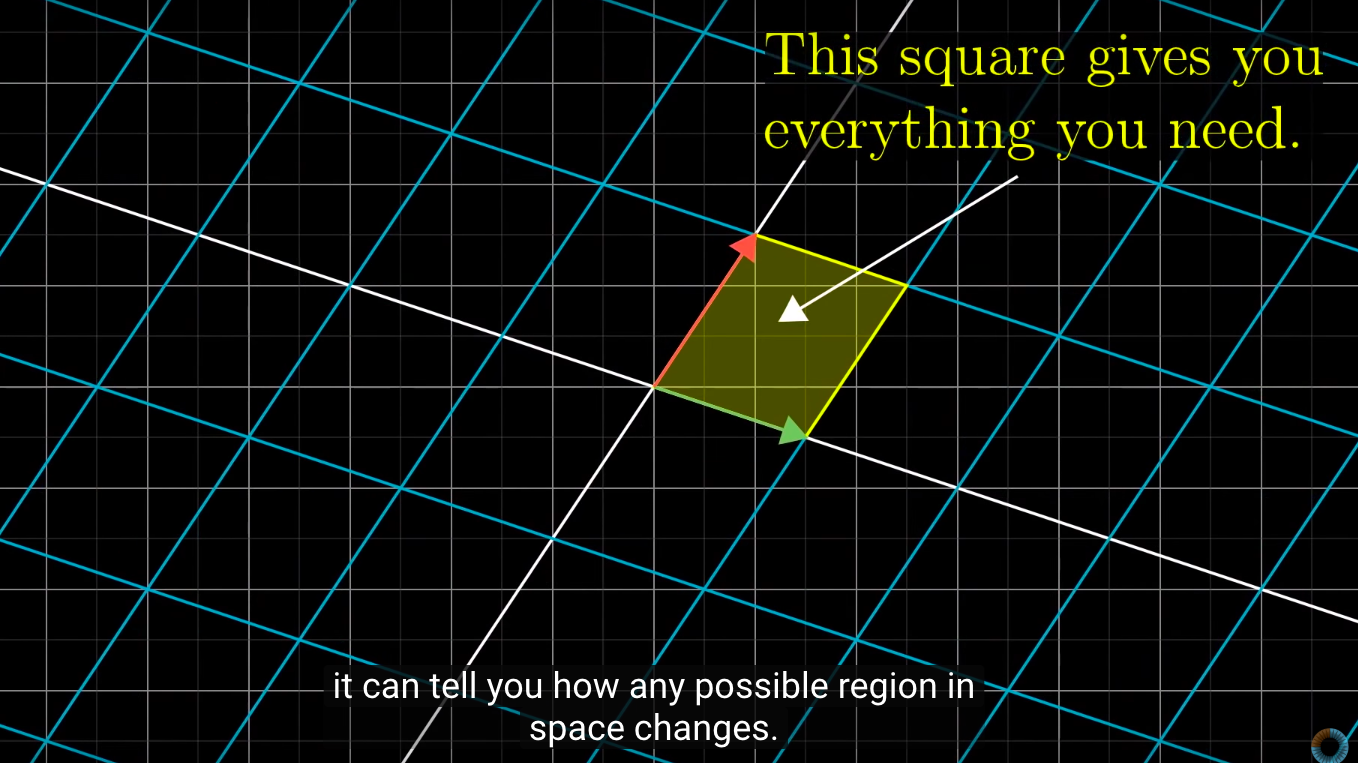 This square gives you
everything you need.
it can tell you how any possible region in
space changes.